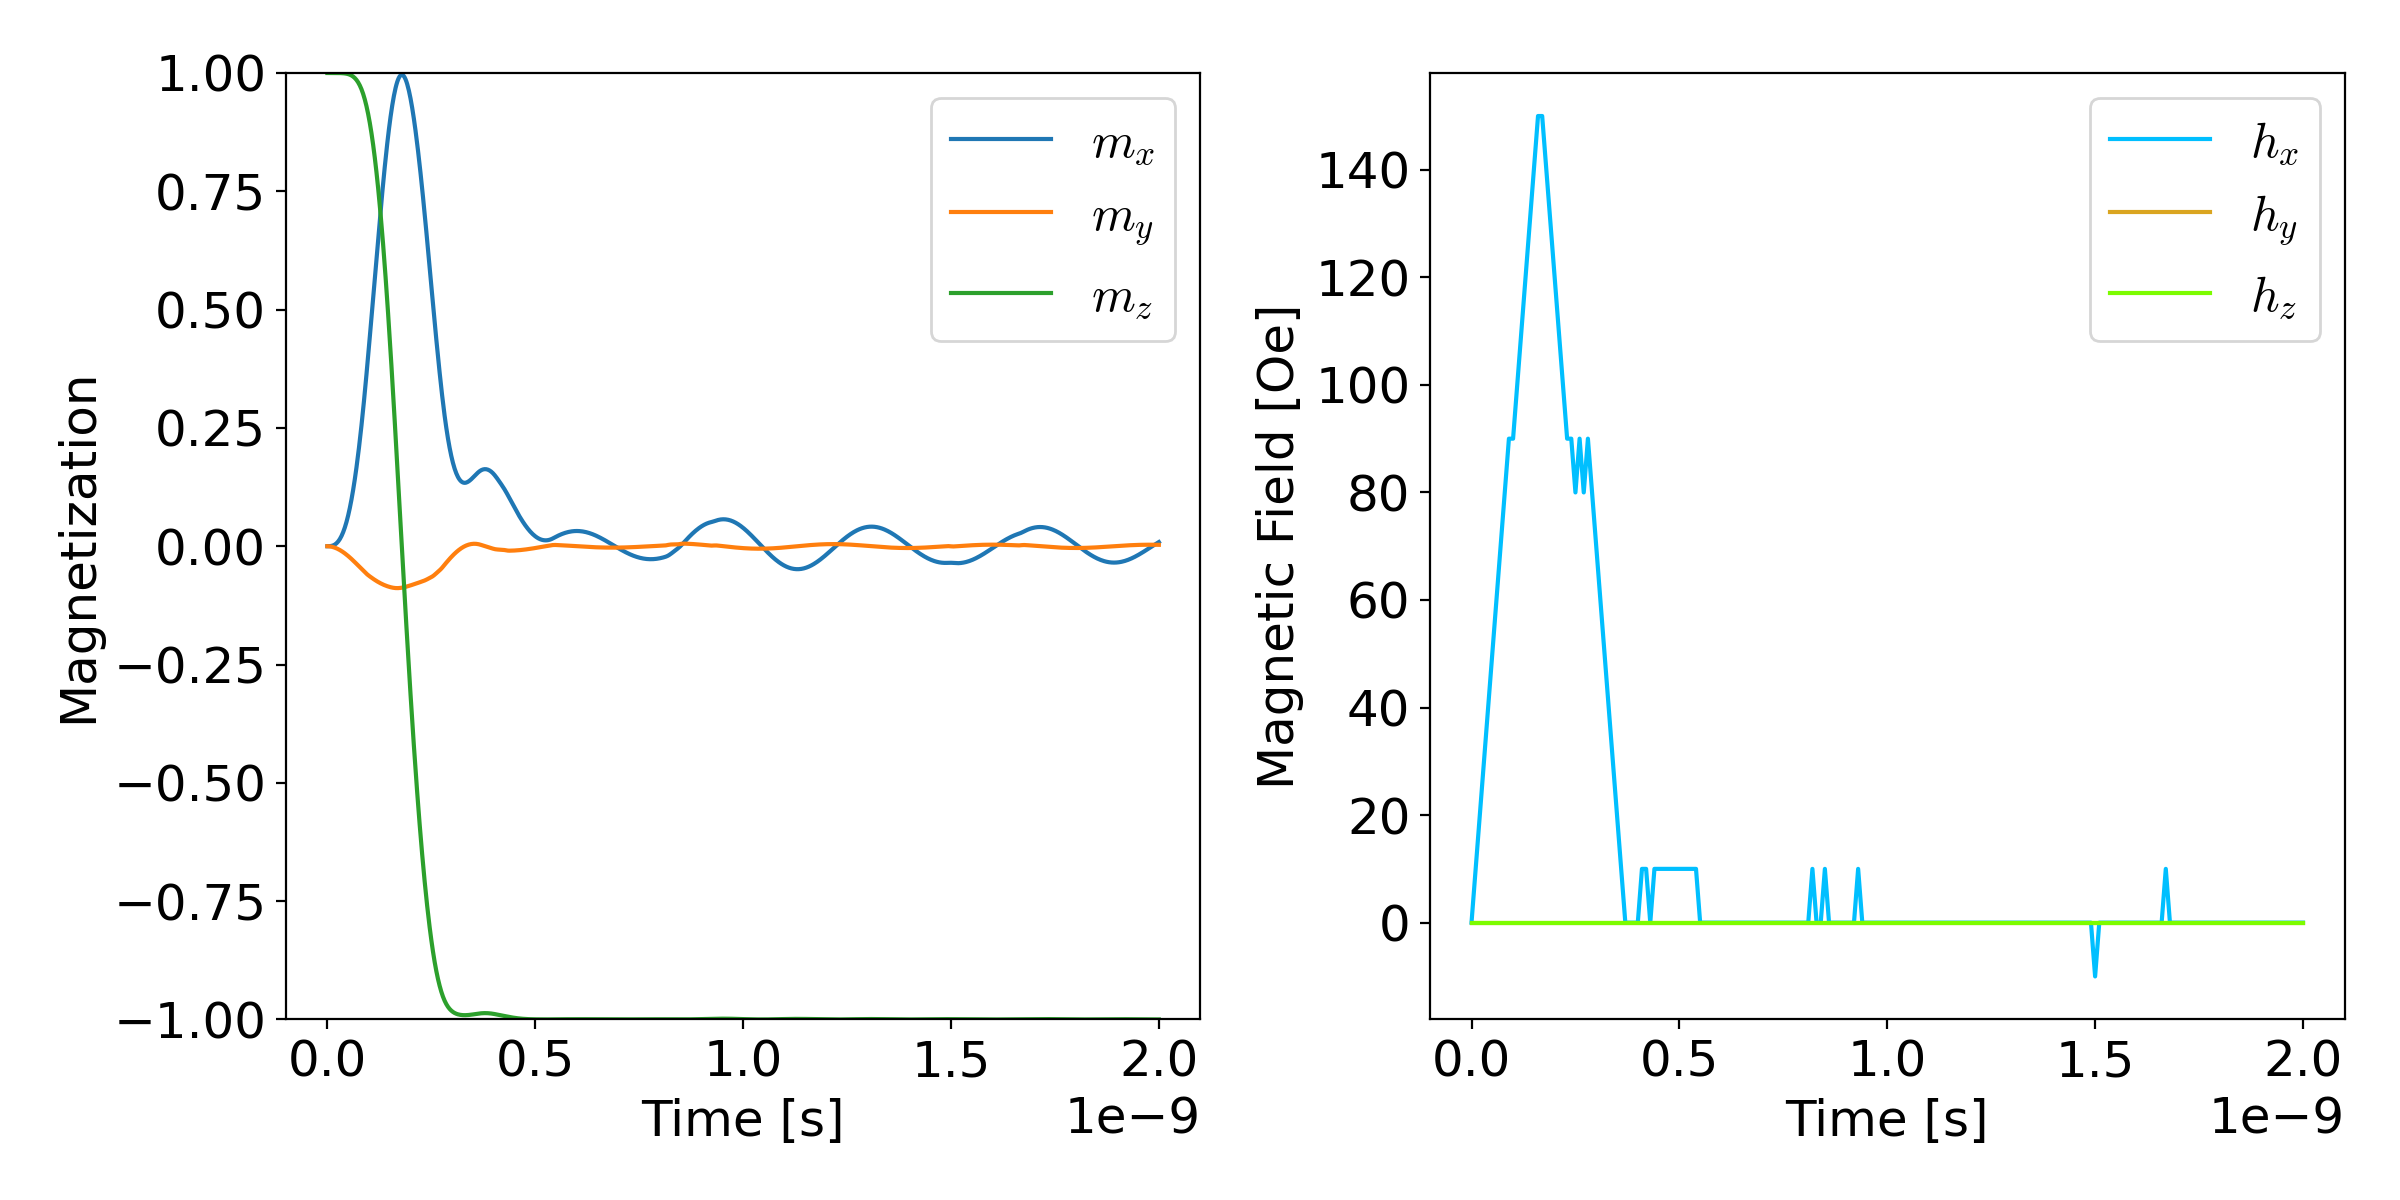 Magnetization
1.00
0.75
0.50
0.25
0.00
−0.25
−0.50
−0.75
−1.00
0.0 0.5 1.0 1.5 2.0
Time [s]
1e−9
m_x
m_y
m_z
Magnetic Field [Oe]
140
120
100
80
60
40
20
0
0.0 0.5 1.0 1.5 2.0
Time [s]
1e−9
h_x
h_y
h_z